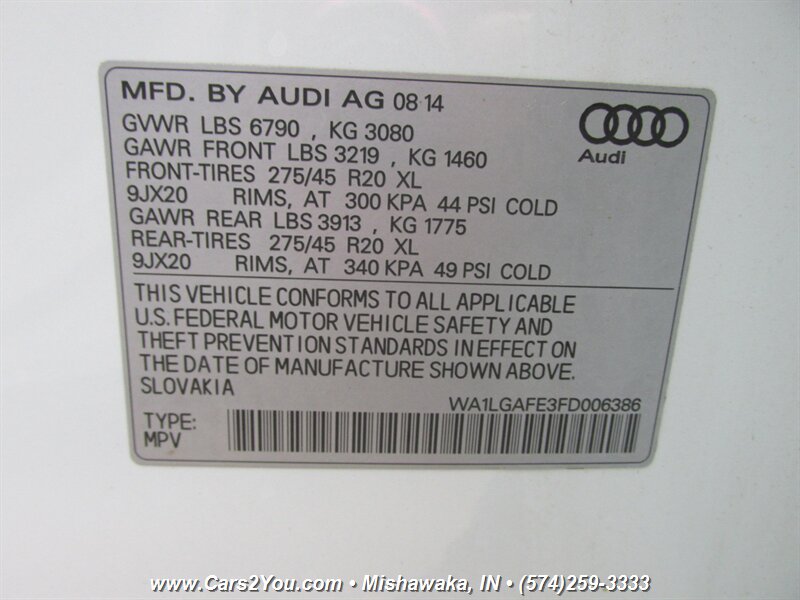 MFD. BY AUDI AG 08 14
GVWR LBS 6790 , KG 3080
GAWR FRONT LBS 3219 , KG 1460
FRONT-TIRES 275/45 R20 XL
9JX20 RIMS, AT 300 KPA 44 PSI COLD
GAWR REAR LBS 3913 , KG 1775
REAR-TIRES 275/45 R20 XL
9JX20 RIMS, AT 340 KPA 49 PSI COLD
Audi
THIS VEHICLE CONFORMS TO ALL APPLICABLE
U.S. FEDERAL MOTOR VEHICLE SAFETY AND
THEFT PREVENTION STANDARDS IN EFFECT ON
THE DATE OF MANUFACTURE SHOWN ABOVE.
SLOVAKIA
WA1LGAFE3FD006386
TYPE:
MPV
www.Cars2You.com • Mishawaka, IN • (574)259-3333